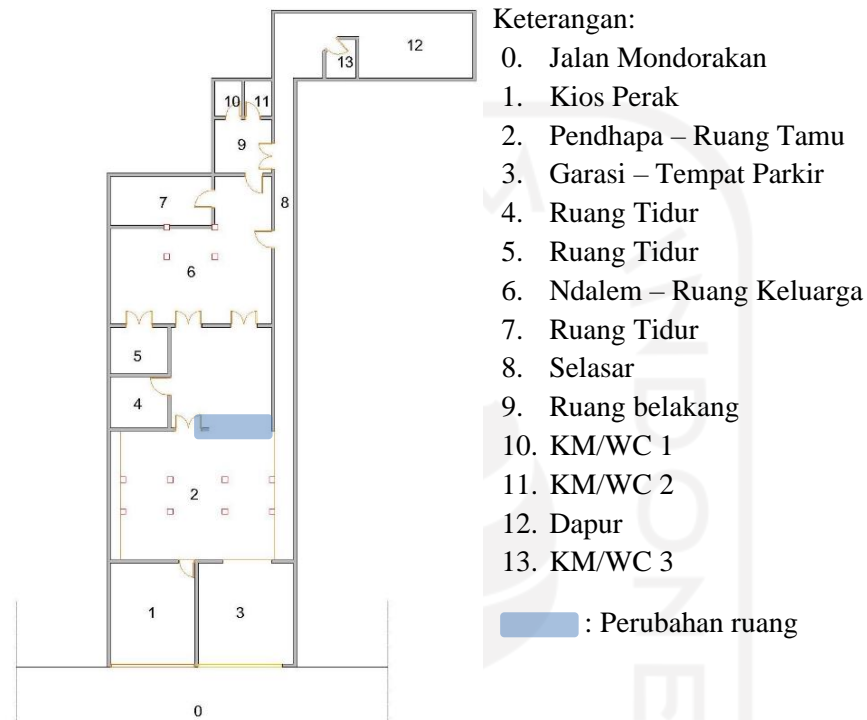 Keterangan:
0. Jalan Mondorakan
1. Kios Perak
2. Pendhapa – Ruang Tamu
3. Garasi – Tempat Parkir
4. Ruang Tidur
5. Ruang Tidur
6. Ndalem – Ruang Keluarga
7. Ruang Tidur
8. Selasar
9. Ruang belakang
10. KM/WC 1
11. KM/WC 2
12. Dapur
13. KM/WC 3
: Perubahan ruang
12
13
10 11
9
7
8
6
5
4
2
1
3
0